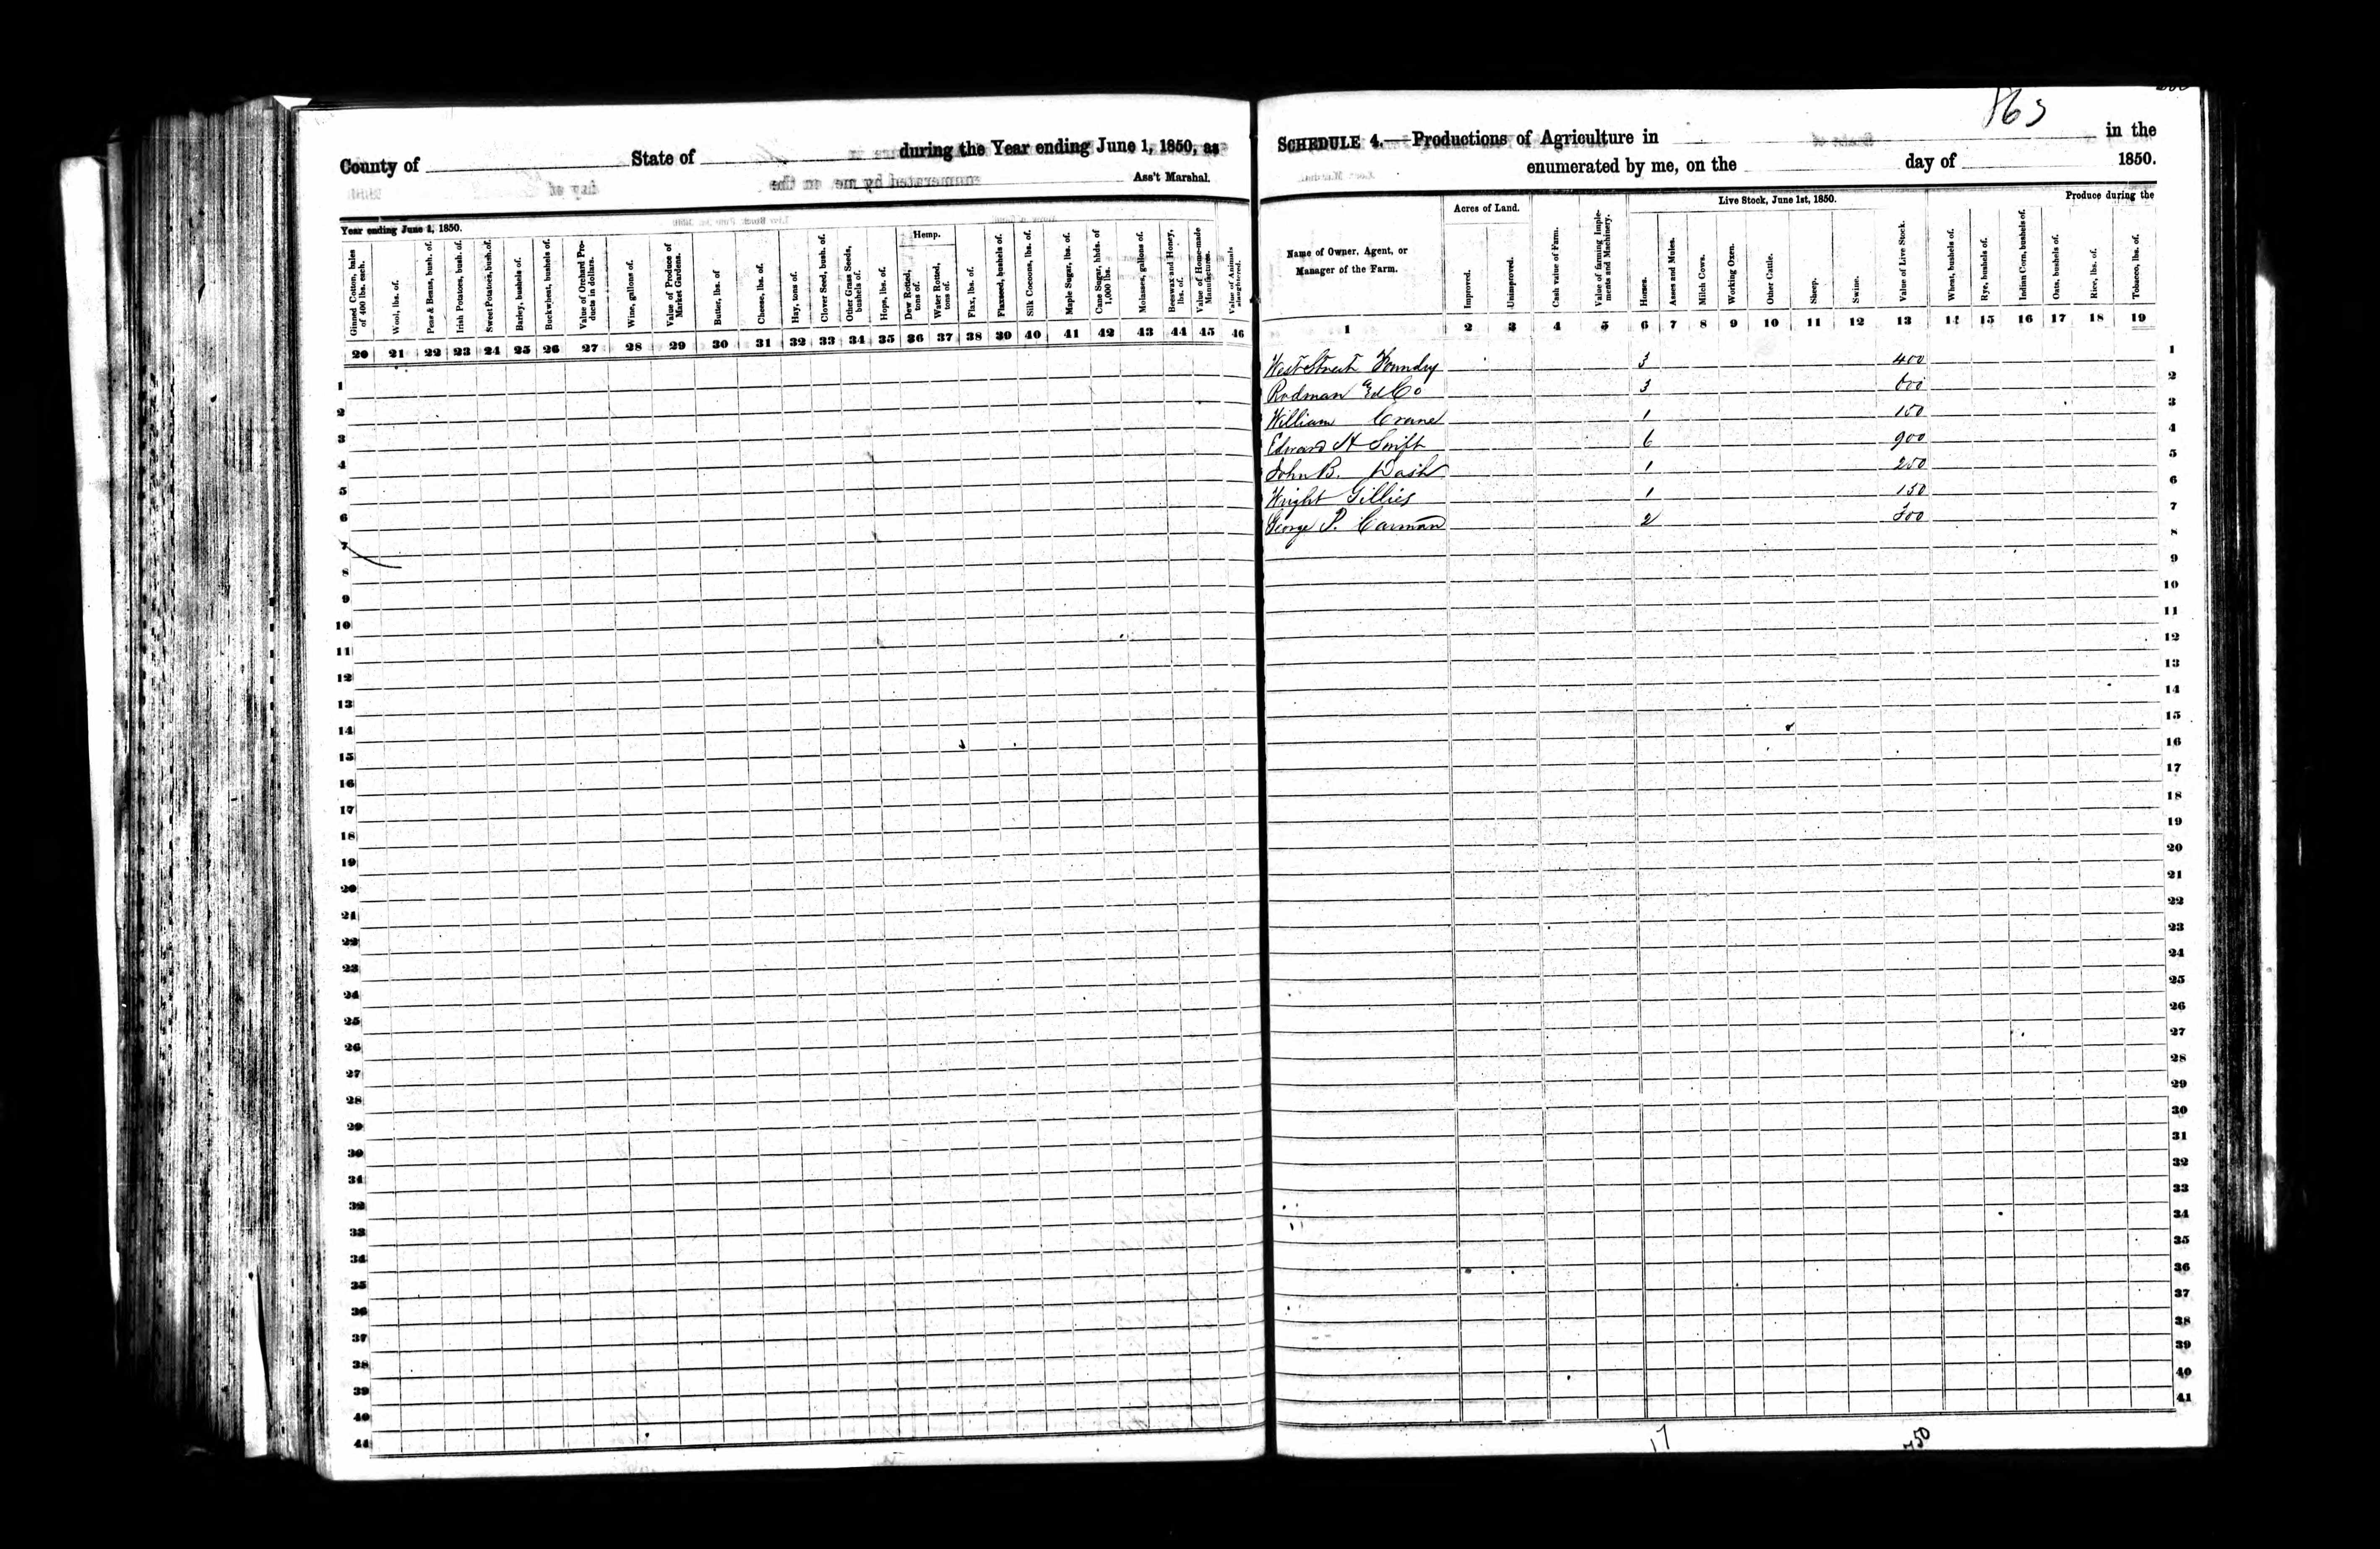 County of State of during the Year ending June 1, 1850, as
Ass't Marshal.
Year ending June 1, 1850.
Hemp.
Ginned Cotton, bales of 400 lbs. each.
Wool, lbs. of.
Peas & Beans, bush. of.
Irish Potatoes, bush. of.
Sweet Potatoes, bush. of.
Barley, bushels of.
Buckwheat, bushels of.
Value of Orchard Products in dollars.
Wine, gallons of.
Value of Produce of Market Gardens.
Butter, lbs. of
Cheese, lbs. of.
Hay, tons of.
Clover Seed, bush. of.
Other Grass Seeds, bushels of.
Hops, lbs. of.
Dew Rotted, tons of.
Water Rotted, tons of.
Flax, lbs. of.
Flaxseed, bushels of.
Silk Cocoons, lbs. of.
Maple Sugar, lbs. of.
Cane Sugar, hhds. of 1,000 lbs.
Molasses, gallons of.
Beeswax and Honey, lbs. of.
Value of Home-made Manufactures.
Value of Animals slaughtered.
20 21 22 23 24 25 26 27 28 29 30 31 32 33 34 35 36 37 38 39 40 41 42 43 44 45 46
1
2
3
4
5
6
7
8
9
10
11
12
13
14
15
16
17
18
19
20
21
22
23
24
25
26
27
28
29
30
31
32
33
34
35
36
37
38
39
40
41
SCHEDULE 4.—Productions of Agriculture in in the
enumerated by me, on the day of 1850.
Name of Owner, Agent, or Manager of the Farm.
Acres of Land.
Improved.
Unimproved.
Cash value of Farm.
Value of farming Implements and Machinery.
Live Stock, June 1st, 1850.
Horses.
Asses and Mules.
Milch Cows.
Working Oxen.
Other Cattle.
Sheep.
Swine.
Value of Live Stock.
Produce during the
Wheat, bushels of.
Rye, bushels of.
Indian Corn, bushels of.
Oats, bushels of.
Rice, lbs. of.
Tobacco, lbs. of.
1 2 3 4 5 6 7 8 9 10 11 12 13 14 15 16 17 18 19
West Street Foundry 3 400 1
Rodman & Co 3 600 2
William Crane 1 150 3
Edward H Swift 6 900 4
John B. Dash 1 250 5
Wright Gillies 1 150 6
George P. Carman 2 300 7
8
9
10
11
12
13
14
15
16
17
18
19
20
21
22
23
24
25
26
27
28
29
30
31
32
33
34
35
36
37
38
39
40
41
17